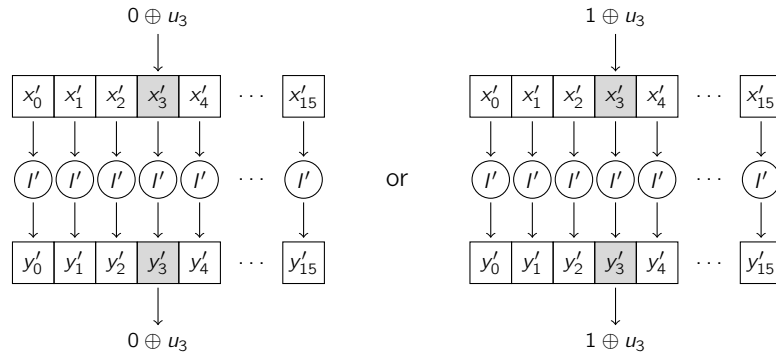 0 ⊕ u₃ 1 ⊕ u₃
x′₀ x′₁ x′₂ x′₃ x′₄ ··· x′₁₅ x′₀ x′₁ x′₂ x′₃ x′₄ ··· x′₁₅
I′ I′ I′ I′ I′ ··· I′ or I′ I′ I′ I′ I′ ··· I′
y′₀ y′₁ y′₂ y′₃ y′₄ ··· y′₁₅ y′₀ y′₁ y′₂ y′₃ y′₄ ··· y′₁₅
0 ⊕ u₃ 1 ⊕ u₃